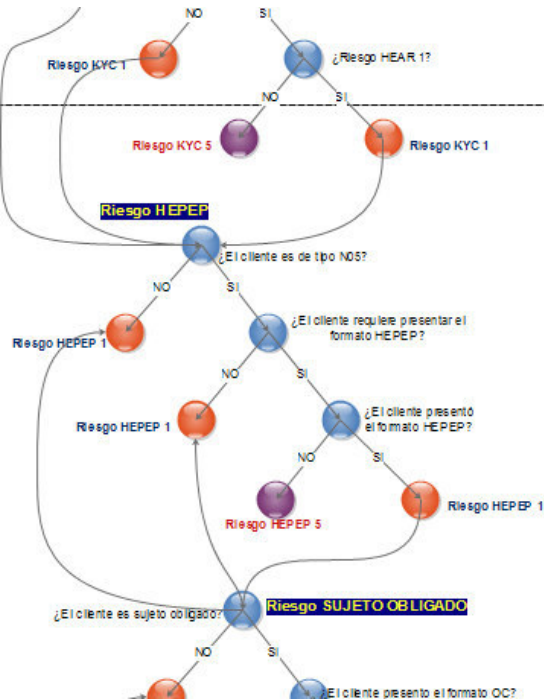 NO
SI
Riesgo KYC 1
¿Riesgo HEAR 1?
NO
SI
Riesgo KYC 5
Riesgo KYC 1
Riesgo HEPEP
¿El cliente es de tipo N05?
NO
SI
Riesgo HEPEP 1
¿El cliente requiere presentar el
formato HEPEP?
NO
SI
Riesgo HEPEP 1
¿El cliente presentó
el formato HEPEP?
NO
SI
Riesgo HEPEP 5
Riesgo HEPEP 1
Riesgo SUJETO OBLIGADO
¿El cliente es sujeto obligado?
NO
SI
¿El cliente presento el formato OC?